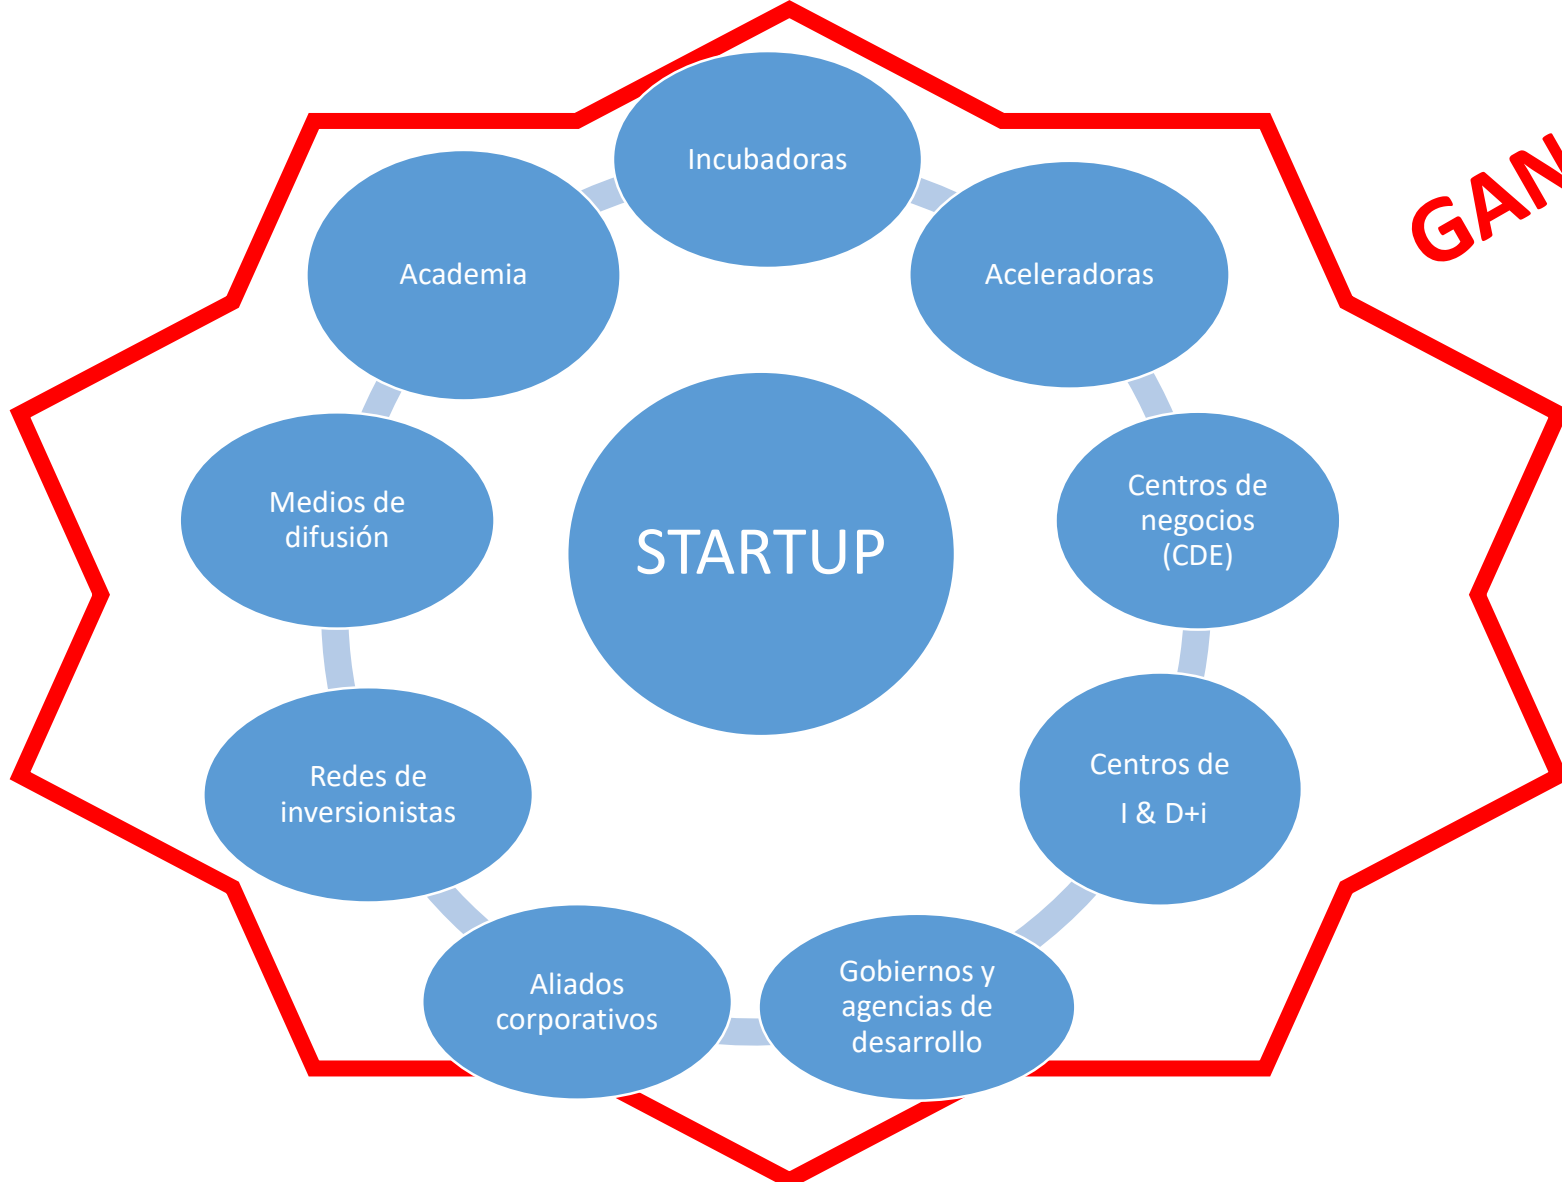 Incubadoras
Aceleradoras
Academia
Centros de
negocios
(CDE)
Medios de
difusión
STARTUP
Centros de
I & D+i
Redes de
inversionistas
Gobiernos y
agencias de
desarrollo
Aliados
corporativos
GAN